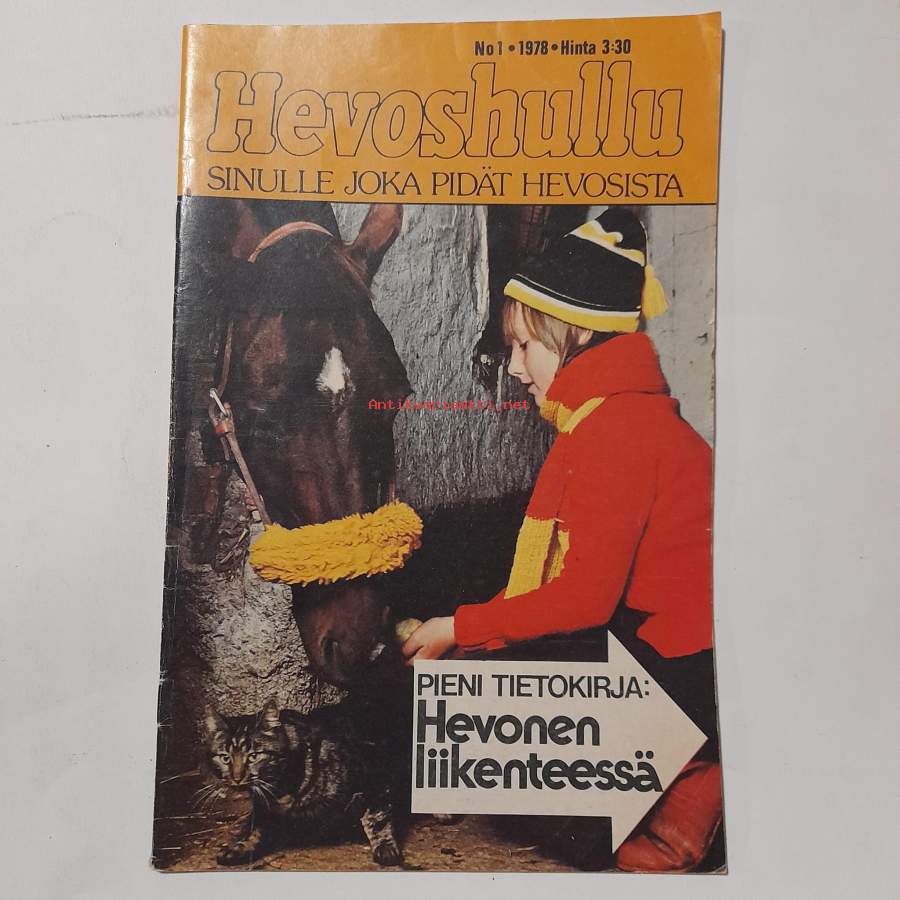 No 1 • 1978 • Hinta 3:30
Hevoshullu
SINULLE JOKA PIDÄT HEVOSISTA
Antikvariaatti.net
PIENI TIETOKIRJA:
Hevonen
liikenteessä